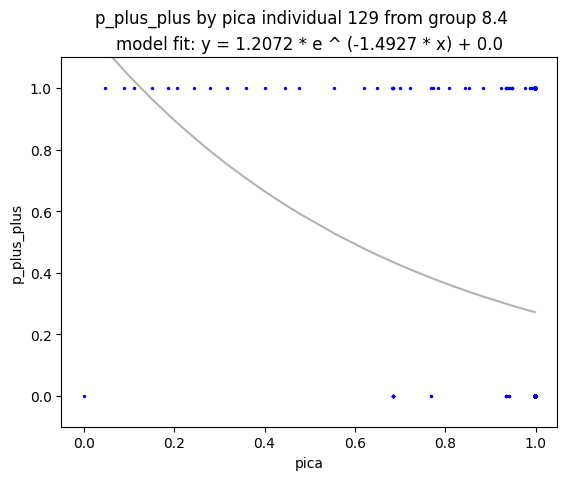 p_plus_plus by pica individual 129 from group 8.4
model fit: y = 1.2072 * e ^ (-1.4927 * x) + 0.0
1.0
0.8
0.6
0.4
0.2
0.0
p_plus_plus
0.0 0.2 0.4 0.6 0.8 1.0
pica